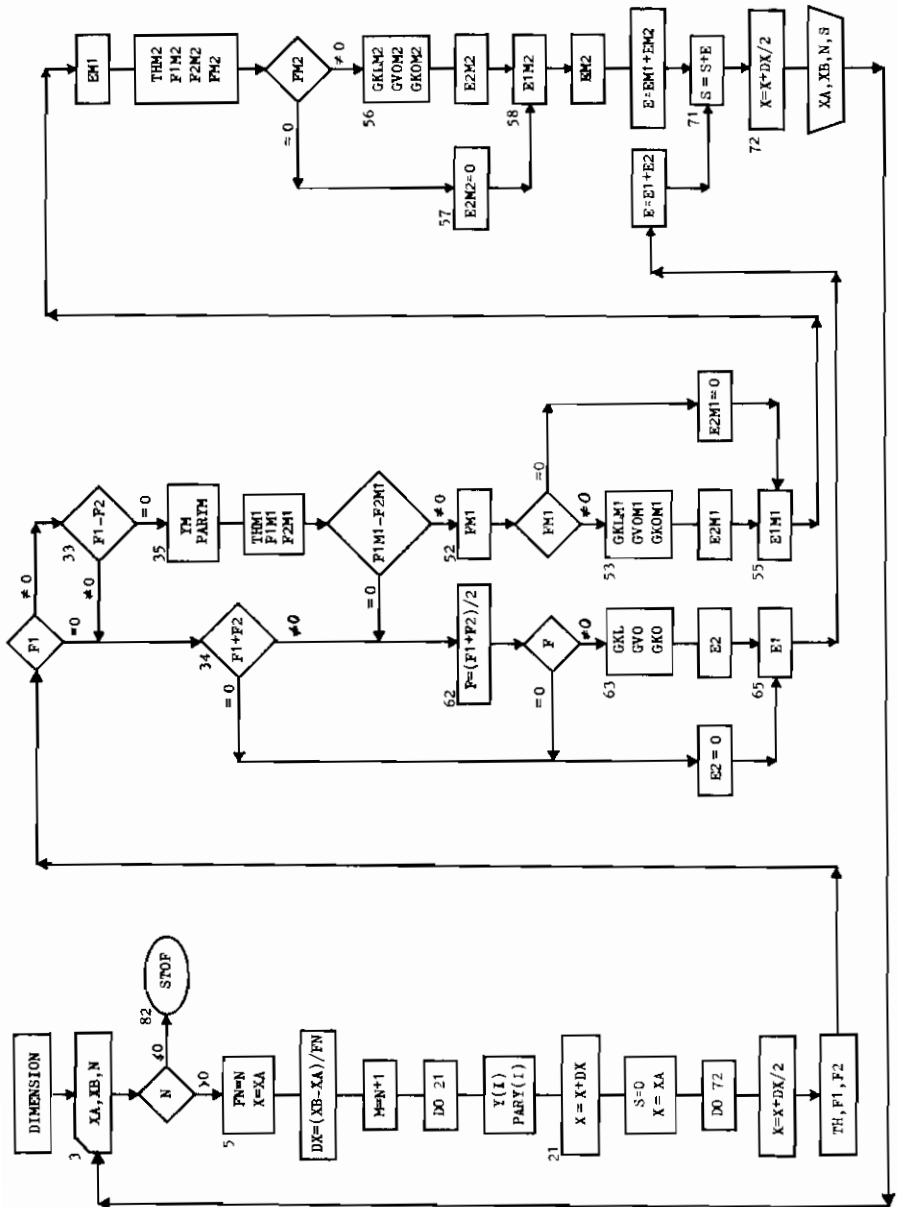 DIMENSION
3
XA,XB,N
N
≤0
82
STOP
>0
5
FN=N
X=XA
DX=(XB-XA)/FN
M=N+1
DO 21
Y(I)
PARY(I)
21
X = X+DX
S=0
X = XA
DO 72
X=X+DX/2
TH,F1,F2
F1
≠ 0
=0
33
F1-F2
≠0
=0
34
F1+F2
=0
≠0
35
YM
PARYM
THM1
F1M1
F2M1
F1M1-F2M1
=0
≠0
62
F=(F1+F2)/2
F
=0
≠0
63
GKL
GVO
GKO
E2
E2=0
65
E1
52
FM1
FM1
=0
≠0
53
GKLM1
GVOM1
GKOM1
E2M1
E2M1=0
55
E1M1
EM1
THM2
F1M2
F2M2
FM2
FM2
=0
≠0
56
GKLM2
GVOM2
GKOM2
E2M2
57
E2M2=0
58
E1M2
EM2
E=EM1+EM2
E=E1+E2
71
S=S+E
72
X=X+DX/2
XA,XB,N,S